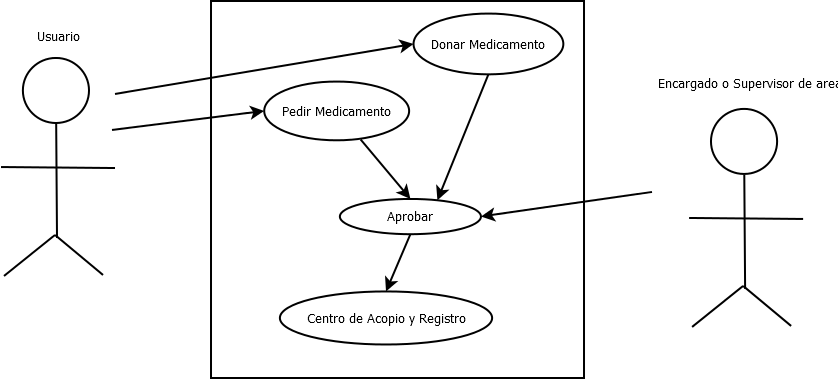 Usuario
Donar Medicamento
Encargado o Supervisor de area
Pedir Medicamento
Aprobar
Centro de Acopio y Registro